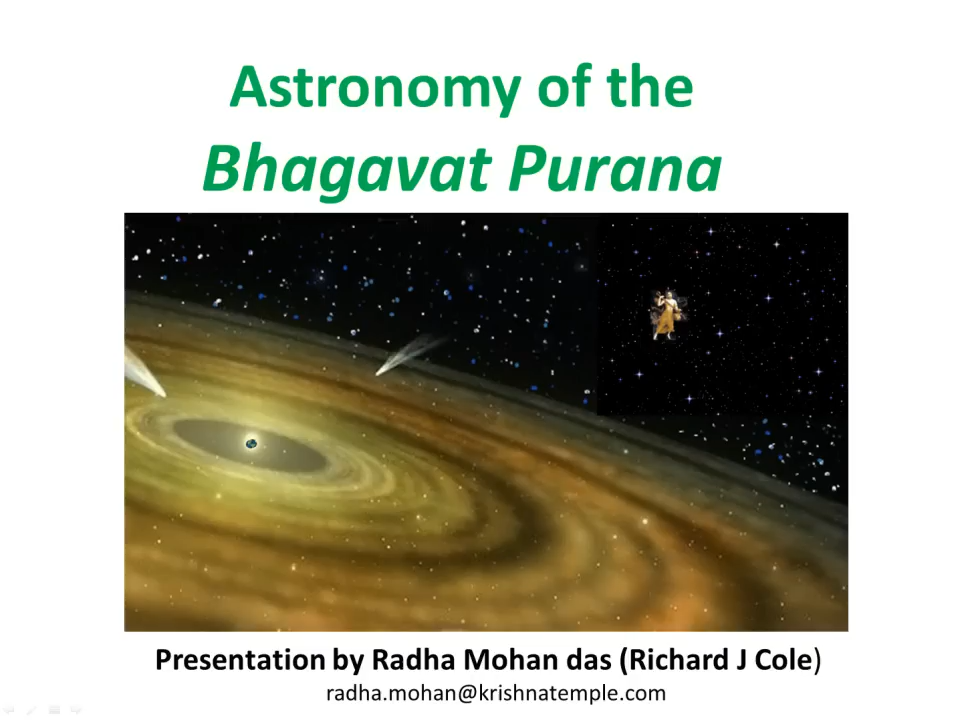 Astronomy of the
Bhagavat Purana
Presentation by Radha Mohan das (Richard J Cole)
radha.mohan@krishnatemple.com